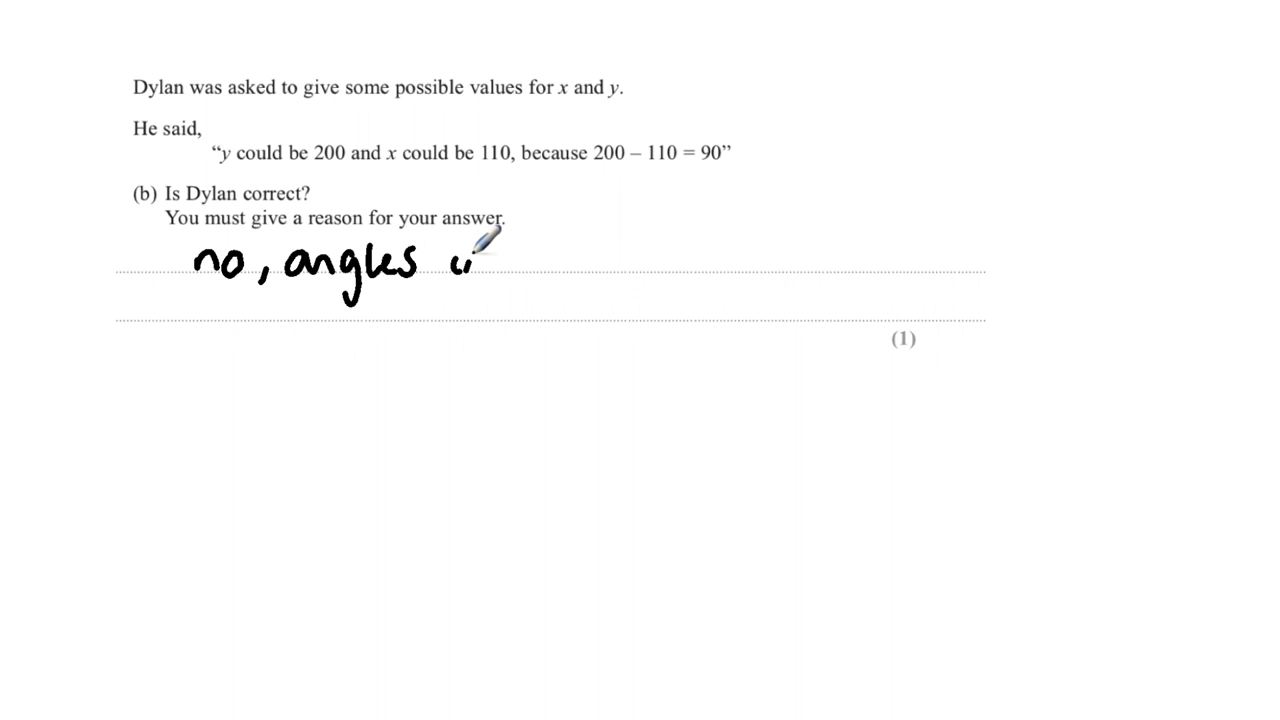 Dylan was asked to give some possible values for x and y.
He said,
“y could be 200 and x could be 110, because 200 – 110 = 90”
(b) Is Dylan correct?
You must give a reason for your answer.
no, angles
(1)